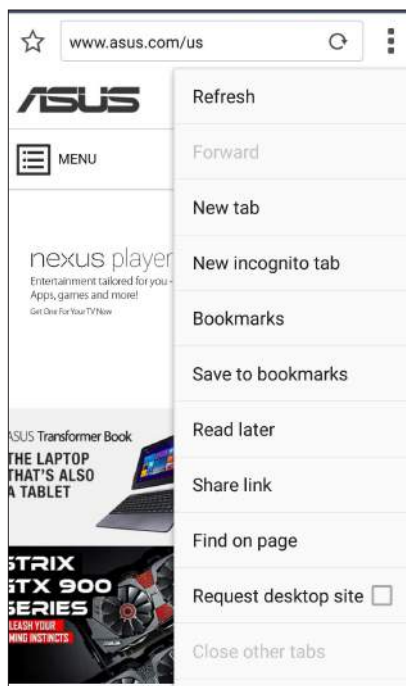 www.asus.com/us
ASUS
MENU
nexus player
Entertainment tailored for you -
Apps, games and more!
Get One For Your TV Now
ASUS Transformer Book
THE LAPTOP
THAT'S ALSO
A TABLET
STRIX
GTX 900
SERIES
LEASH YOUR
MING INSTINCTS
Refresh
Forward
New tab
New incognito tab
Bookmarks
Save to bookmarks
Read later
Share link
Find on page
Request desktop site
Close other tabs